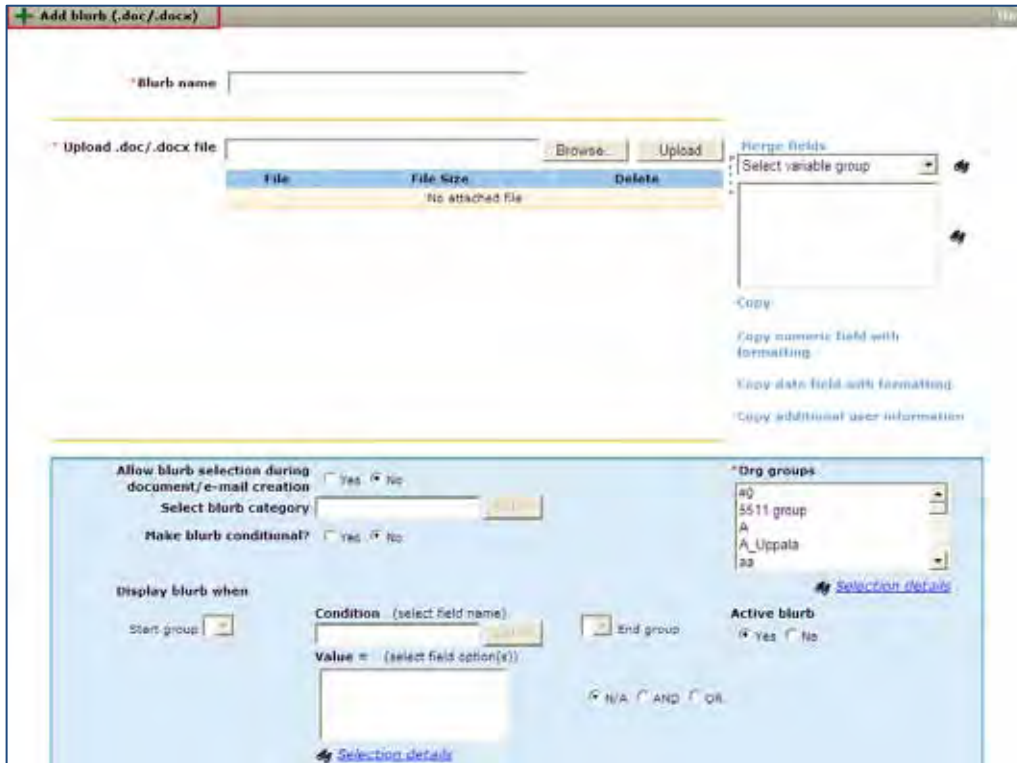 Add blurb (.doc/.docx)
*Blurb name
* Upload .doc/.docx file
Browse...
Upload
Merge fields
Select variable group
File
File Size
Delete
No attached file
Copy
Copy numeric field with
formatting
Copy date field with formatting
Copy additional user information
Allow blurb selection during
document/e-mail creation
Yes
No
*Org groups
#0
5511 group
A
A_Uppala
aa
Select blurb category
Make blurb conditional?
Yes
No
Selection details
Display blurb when
Condition (select field name)
Active blurb
Start group
End group
Yes
No
Value = (select field option(s))
N/A
AND
OR
Selection details